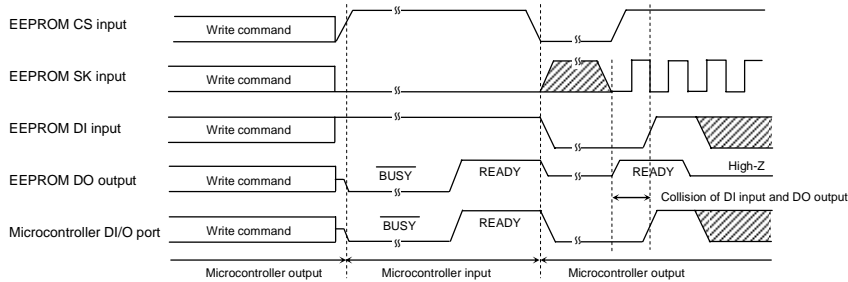 EEPROM CS input
Write command
EEPROM SK input
Write command
EEPROM DI input
Write command
EEPROM DO output
Write command
BUSY
READY
READY
High-Z
Collision of DI input and DO output
Microcontroller DI/O port
Write command
BUSY
READY
Microcontroller output
Microcontroller input
Microcontroller output